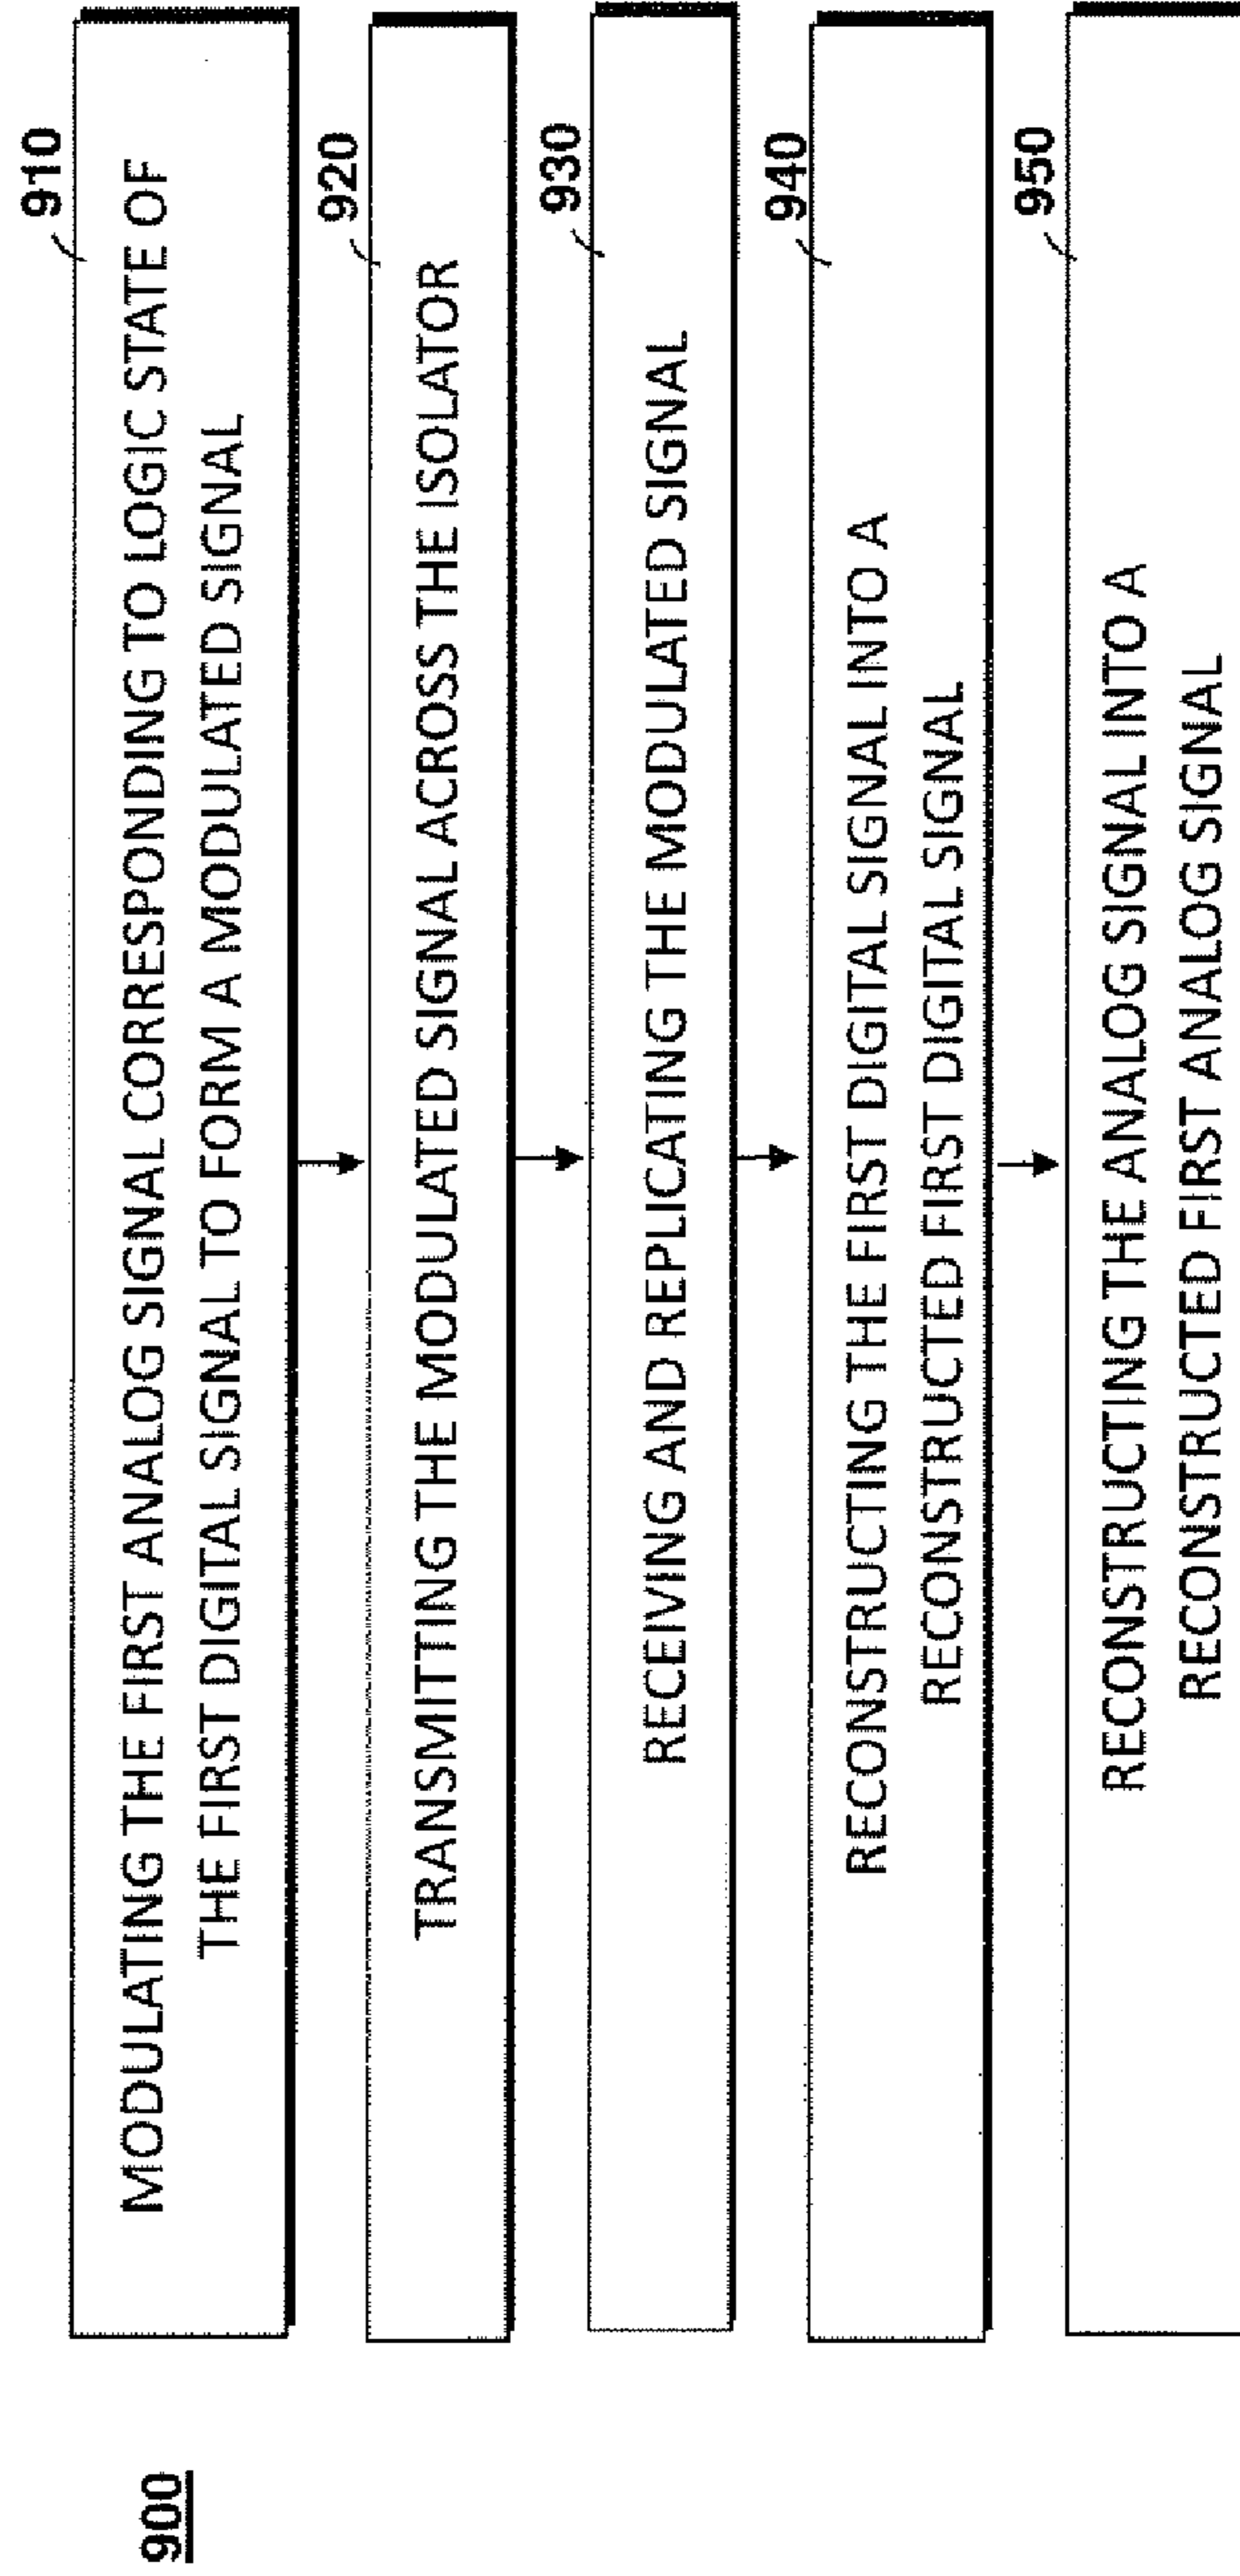 900
910
MODULATING THE FIRST ANALOG SIGNAL CORRESPONDING TO LOGIC STATE OF
THE FIRST DIGITAL SIGNAL TO FORM A MODULATED SIGNAL
920
TRANSMITTING THE MODULATED SIGNAL ACROSS THE ISOLATOR
930
RECEIVING AND REPLICATING THE MODULATED SIGNAL
940
RECONSTRUCTING THE FIRST DIGITAL SIGNAL INTO A
RECONSTRUCTED FIRST DIGITAL SIGNAL
950
RECONSTRUCTING THE ANALOG SIGNAL INTO A
RECONSTRUCTED FIRST ANALOG SIGNAL